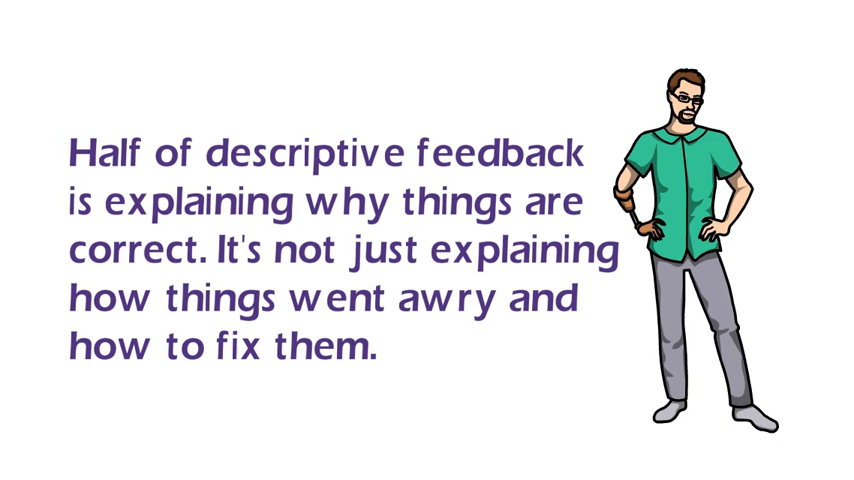 Half of descriptive feedback
is explaining why things are
correct. It's not just explaining
how things went awry and
how to fix them.